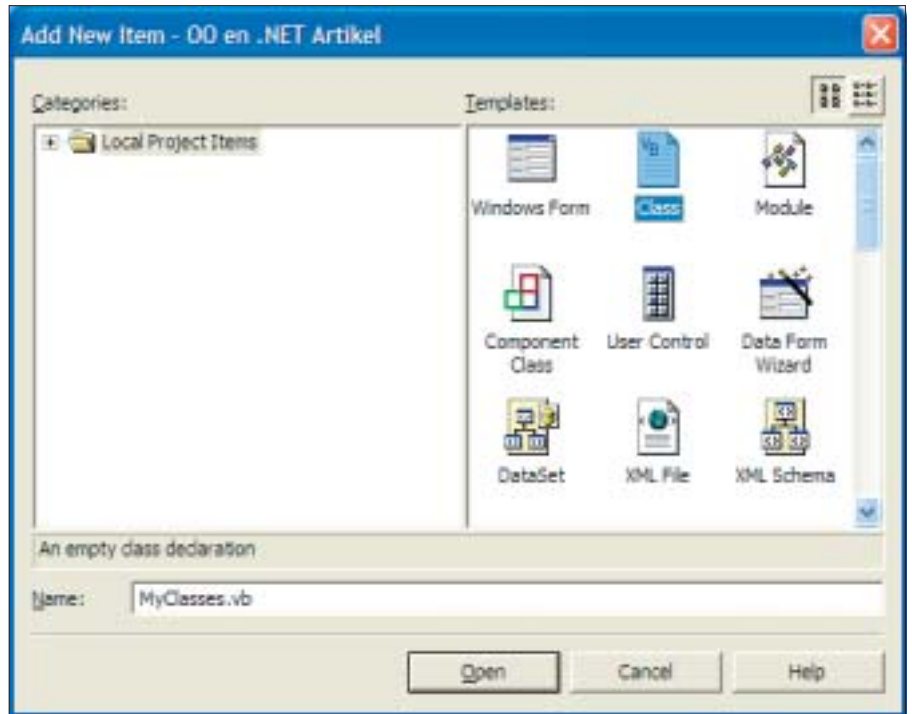 Add New Item - OO en .NET Artikel
Categories:
Templates:
Local Project Items
Windows Form
Class
Module
Component
Class
User Control
Data Form
Wizard
DataSet
XML File
XML Schema
An empty class declaration
Name:
MyClasses.vb
Open
Cancel
Help